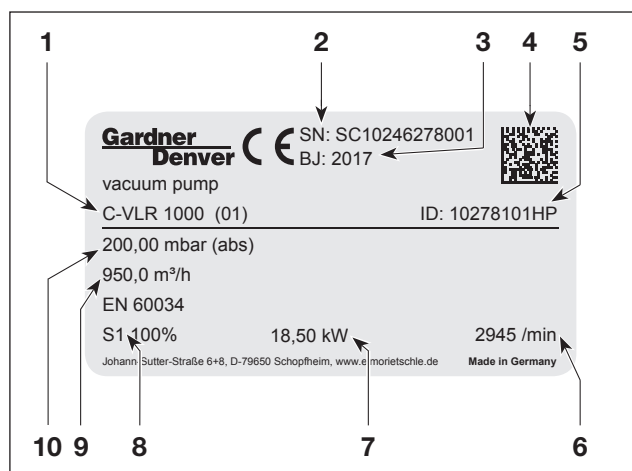 1 2 3 4 5
Gardner
Denver
CE
SN: SC10246278001
BJ: 2017
vacuum pump
C-VLR 1000 (01) ID: 10278101HP
200,00 mbar (abs)
950,0 m³/h
EN 60034
S1 100% 18,50 kW 2945 /min
Johann-Sutter-Straße 6+8, D-79650 Schopfheim, www.elmorietschle.de Made in Germany
10 9 8 7 6